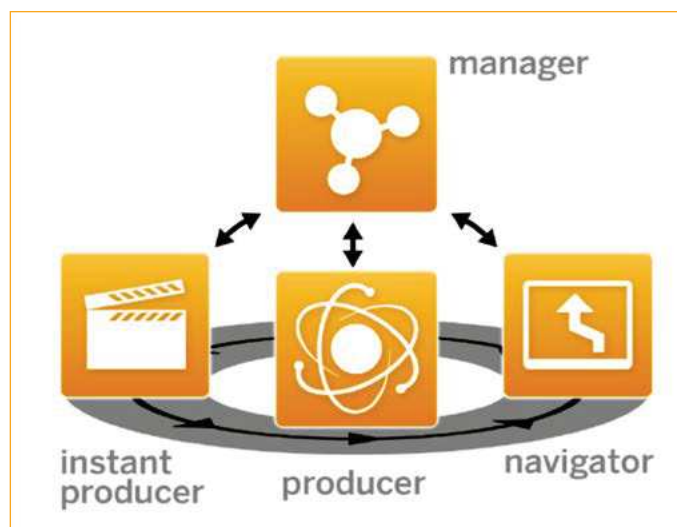 manager
instant
producer
producer
navigator